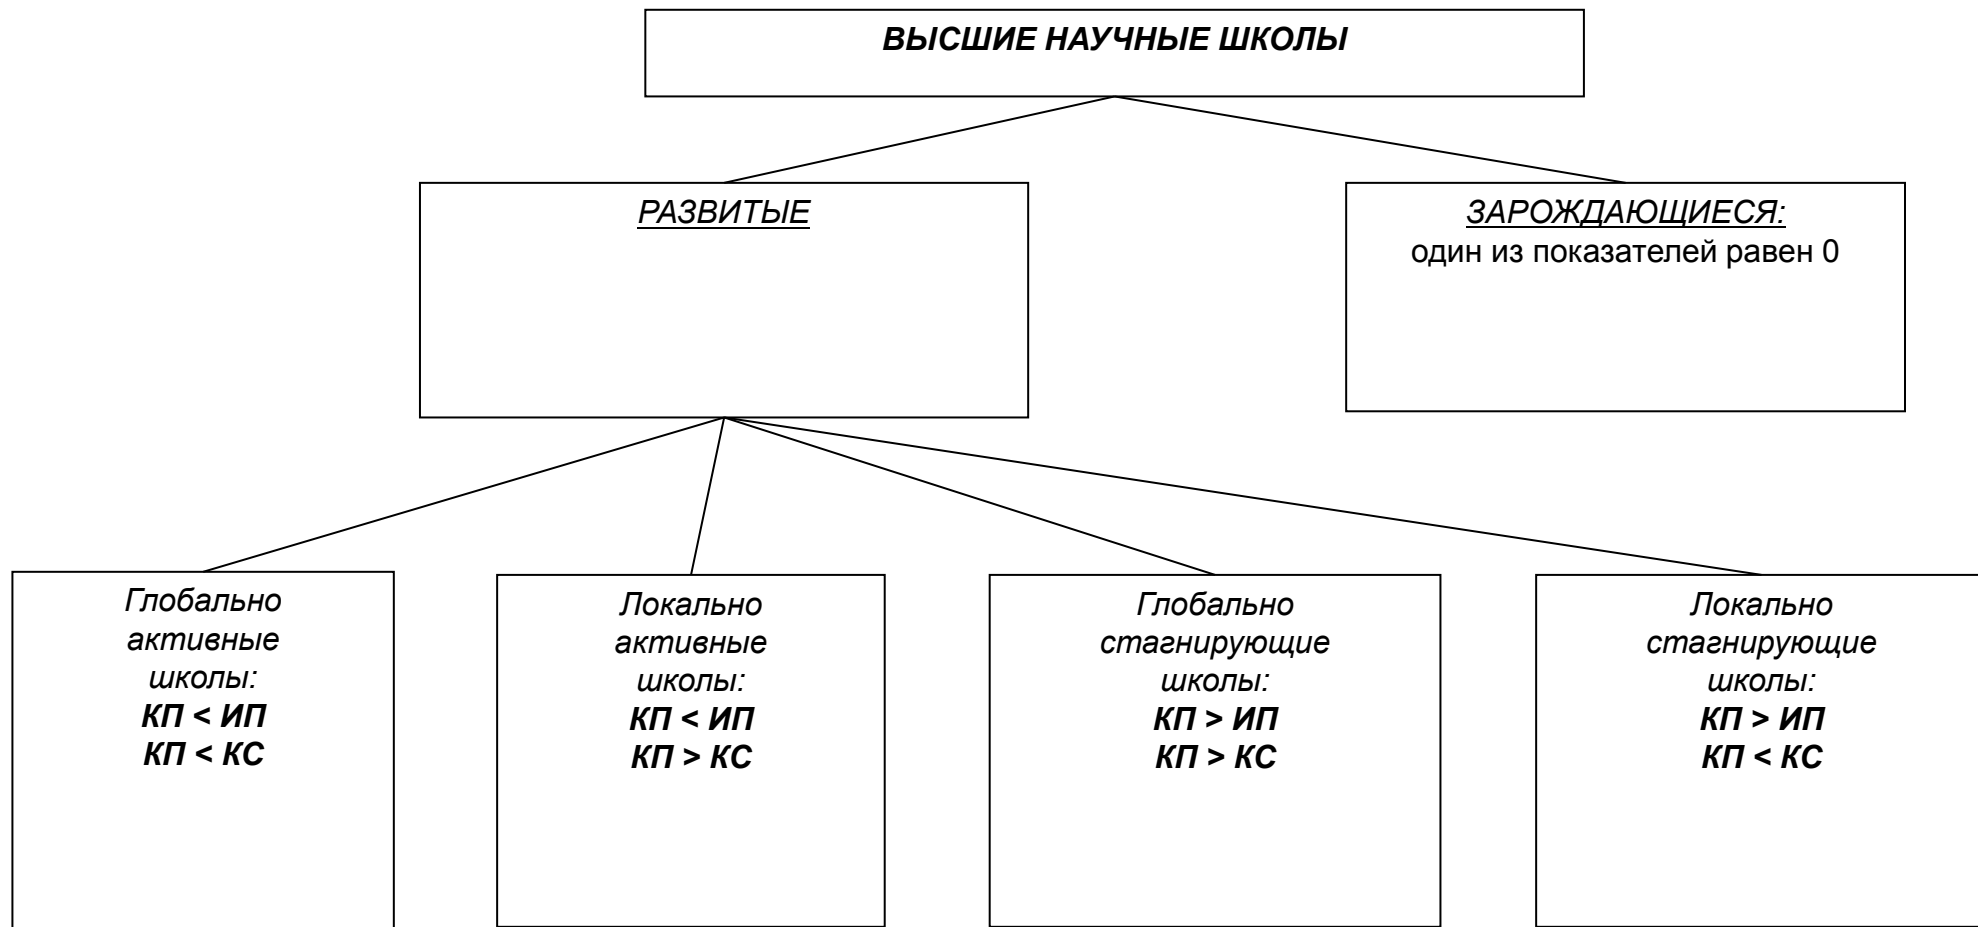 ВЫСШИЕ НАУЧНЫЕ ШКОЛЫ
РАЗВИТЫЕ
ЗАРОЖДАЮЩИЕСЯ:
один из показателей равен 0
Глобально
активные
школы:
КП < ИП
КП < КС
Локально
активные
школы:
КП < ИП
КП > КС
Глобально
стагнирующие
школы:
КП > ИП
КП > КС
Локально
стагнирующие
школы:
КП > ИП
КП < КС